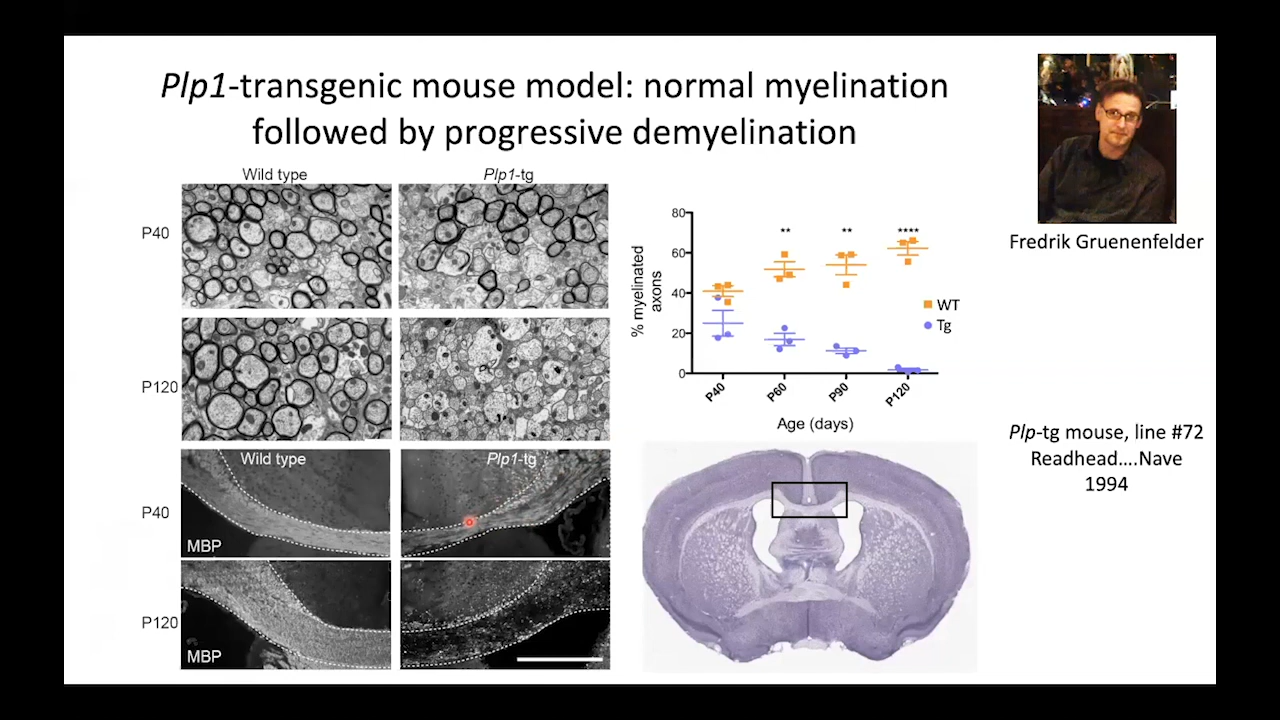 Plp1-transgenic mouse model: normal myelination
followed by progressive demyelination
Wild type
Plp1-tg
P40
P120
Wild type
Plp1-tg
P40
MBP
P120
MBP
80
60
40
20
0
% myelinated
axons
**
**
****
WT
Tg
P40
P60
P90
P120
Age (days)
Fredrik Gruenenfelder
Plp-tg mouse, line #72
Readhead....Nave
1994